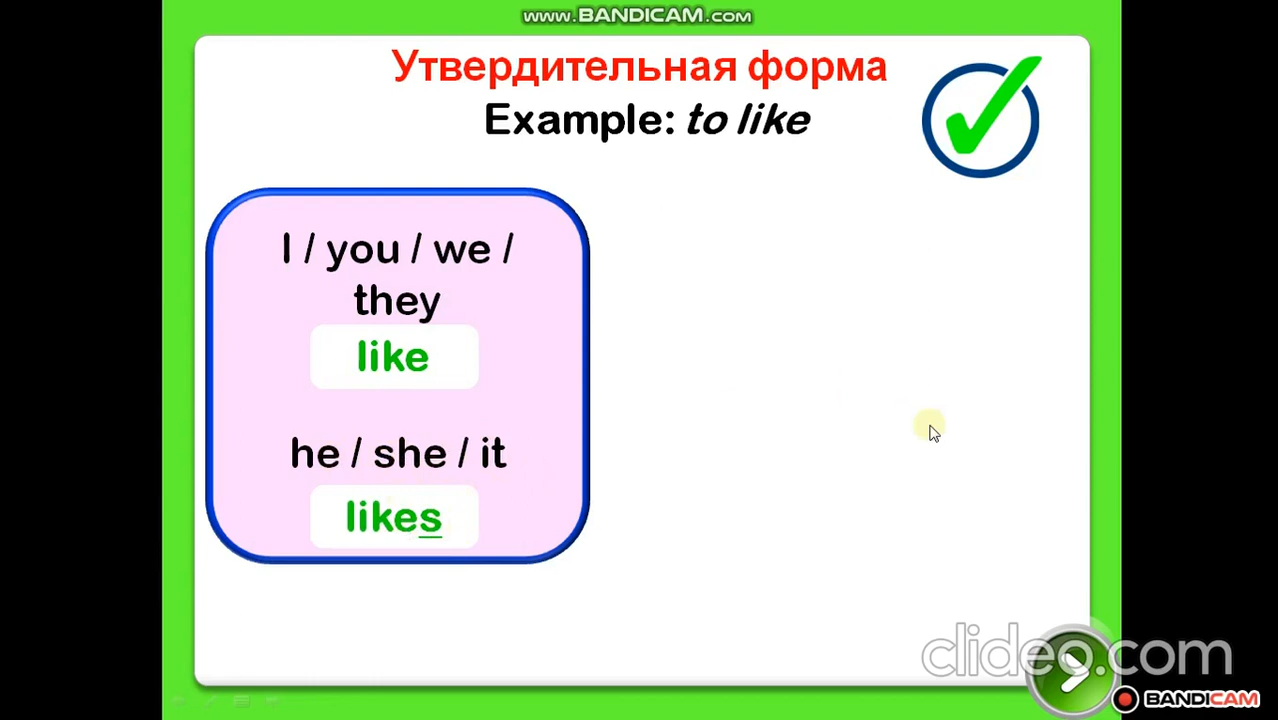 www.BANDICAM.com
Утвердительная форма
Example: to like
I / you / we /
they
like
he / she / it
likes
clideo.com
BANDICAM